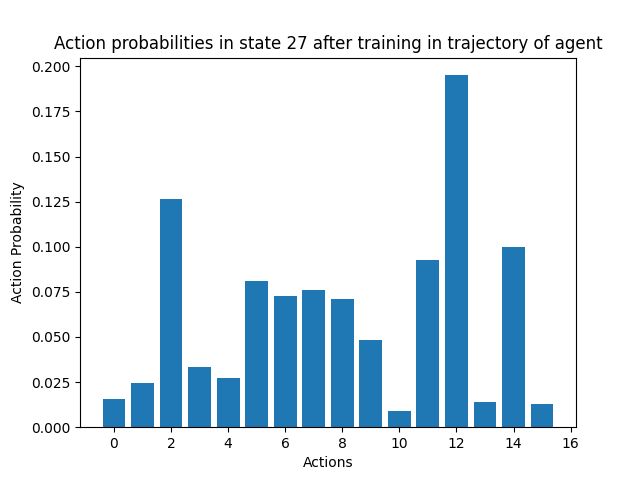 Action probabilities in state 27 after training in trajectory of agent
0.200
0.175
0.150
0.125
0.100
0.075
0.050
0.025
0.000
Action Probability
0 2 4 6 8 10 12 14 16
Actions